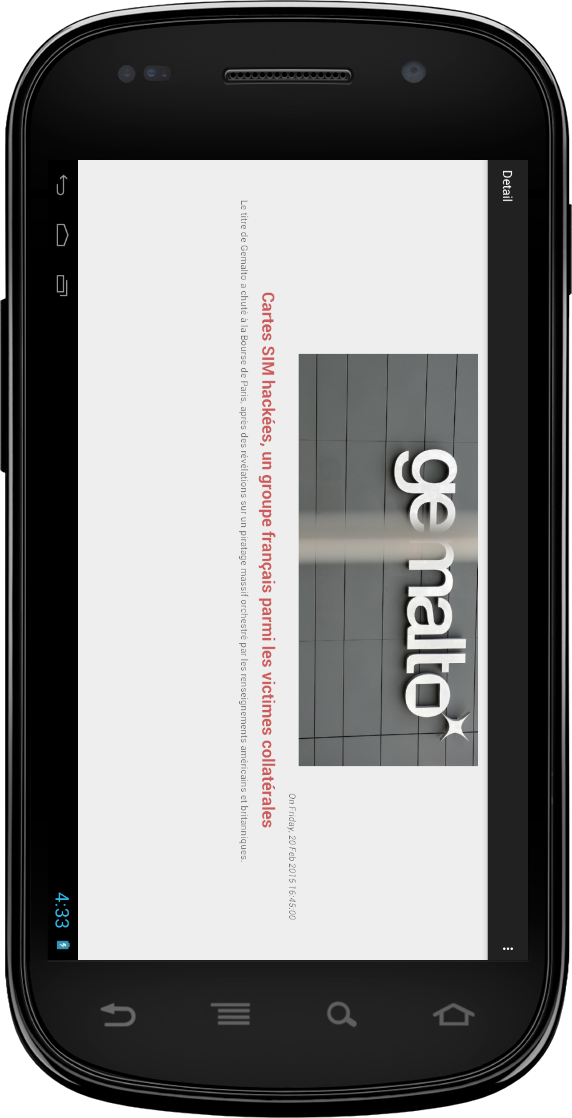 Detail
gemalto
On Friday, 20 Feb 2015 16:45:00
Cartes SIM hackées, un groupe français parmi les victimes collatérales
Le titre de Gemalto a chuté à la Bourse de Paris, après des révélations sur un piratage massif orchestré par les renseignements américains et britanniques.
4:33